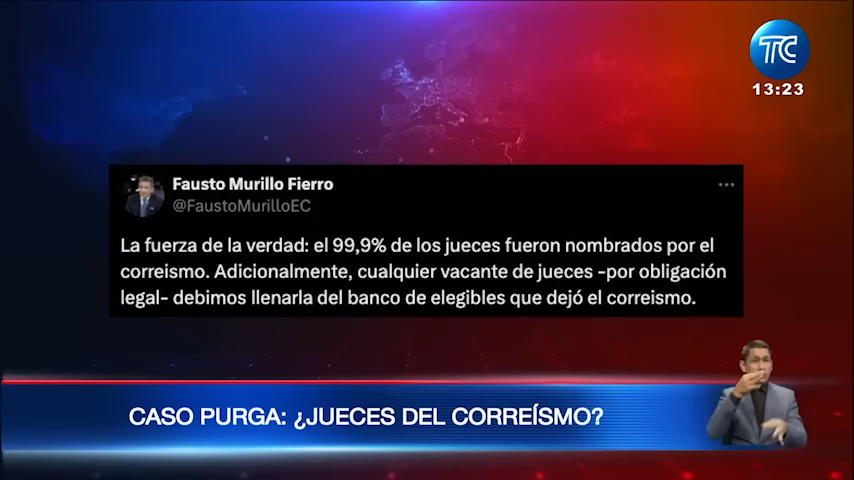 TC
13:23
Fausto Murillo Fierro
@FaustoMurilloEC
La fuerza de la verdad: el 99,9% de los jueces fueron nombrados por el
correismo. Adicionalmente, cualquier vacante de jueces -por obligación
legal- debimos llenarla del banco de elegibles que dejó el correismo.
CASO PURGA: ¿JUECES DEL CORREÍSMO?